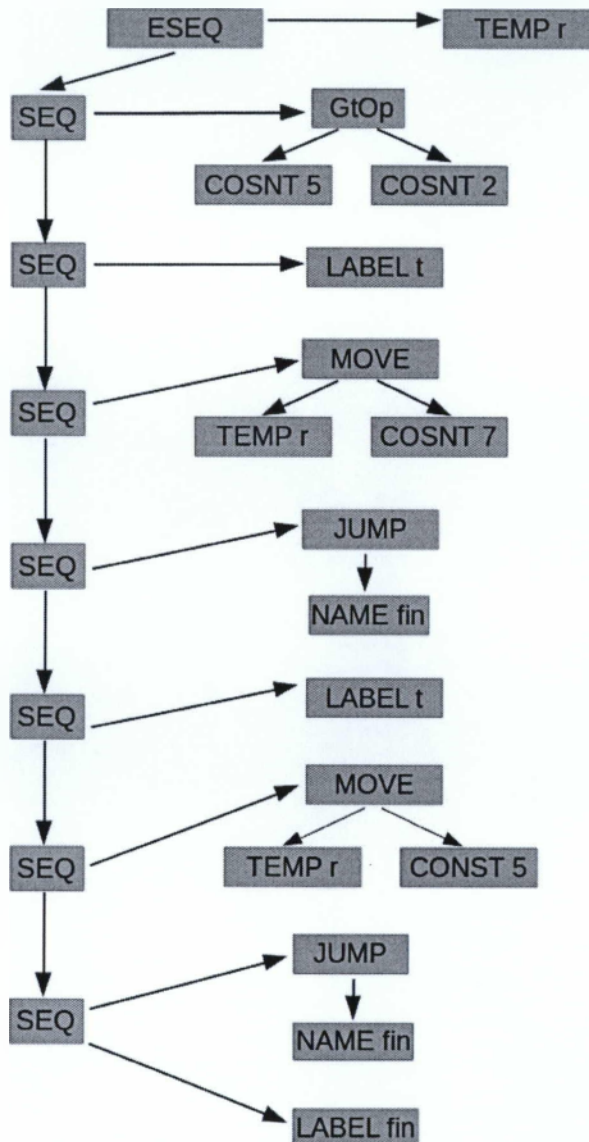 ESEQ
TEMP r
SEQ
GtOp
COSNT 5
COSNT 2
SEQ
LABEL t
SEQ
MOVE
TEMP r
COSNT 7
SEQ
JUMP
NAME fin
SEQ
LABEL t
SEQ
MOVE
TEMP r
CONST 5
SEQ
JUMP
NAME fin
LABEL fin